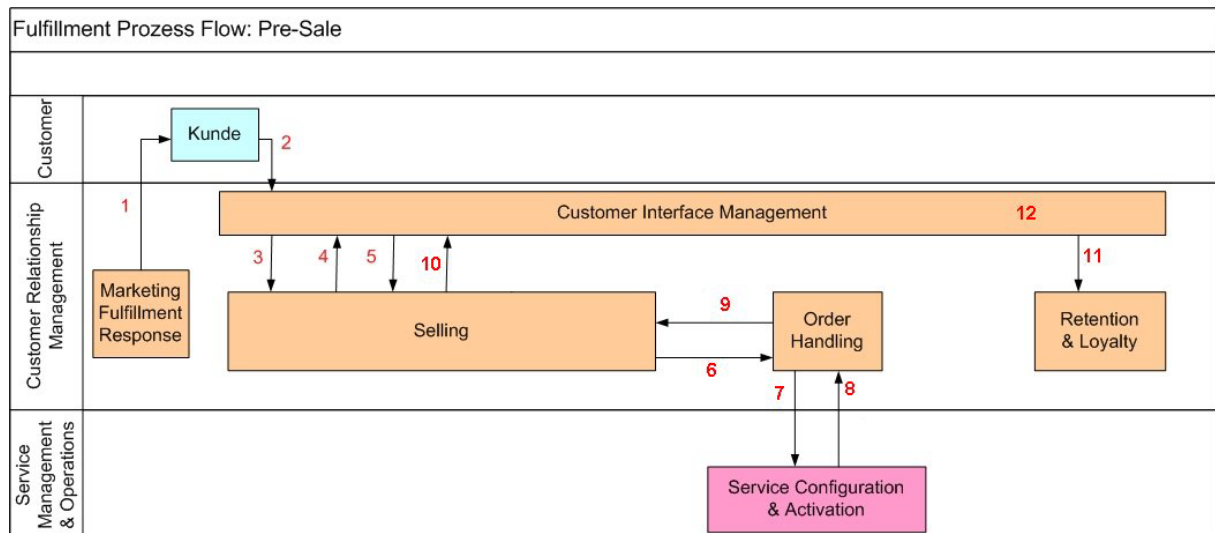 Fulfillment Prozess Flow: Pre-Sale
Customer
Kunde
2
1
Customer Relationship
Management
Customer Interface Management
12
3
4
5
10
11
Marketing
Fulfillment
Response
Selling
9
6
Order
Handling
Retention
& Loyalty
7
8
Service
Management
& Operations
Service Configuration
& Activation